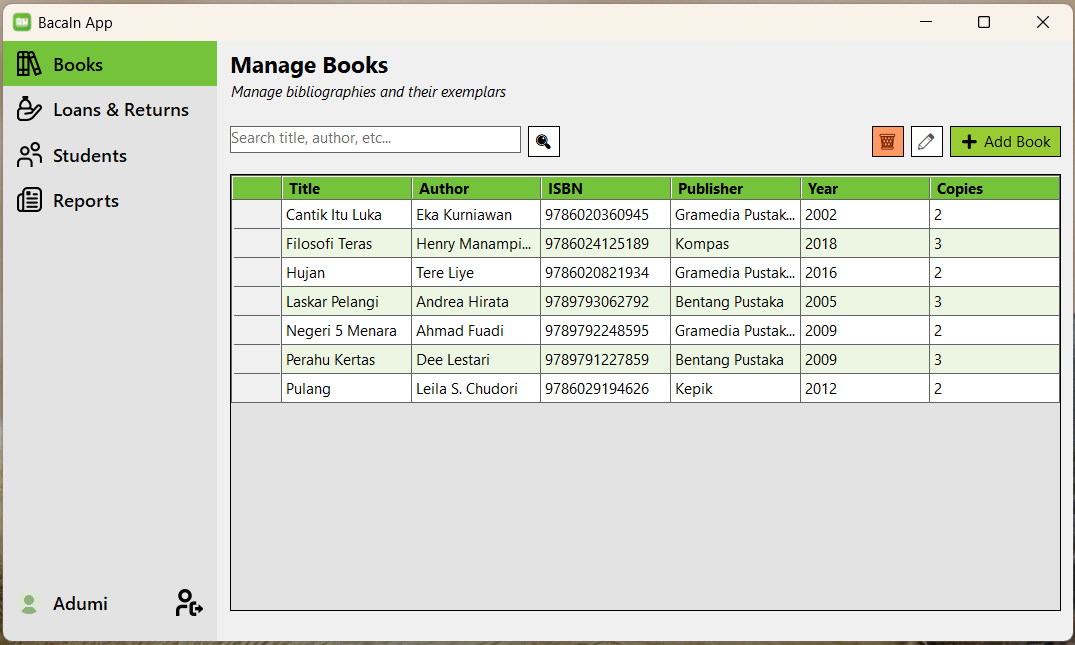 BacaIn App
Books
Loans & Returns
Students
Reports
Adumi
Manage Books
Manage bibliographies and their exemplars
Search title, author, etc...
Add Book
Title Author ISBN Publisher Year Copies
Cantik Itu Luka Eka Kurniawan 9786020360945 Gramedia Pustak... 2002 2
Filosofi Teras Henry Manampi... 9786024125189 Kompas 2018 3
Hujan Tere Liye 9786020821934 Gramedia Pustak... 2016 2
Laskar Pelangi Andrea Hirata 9789793062792 Bentang Pustaka 2005 3
Negeri 5 Menara Ahmad Fuadi 9789792248595 Gramedia Pustak... 2009 2
Perahu Kertas Dee Lestari 9789791227859 Bentang Pustaka 2009 3
Pulang Leila S. Chudori 9786029194626 Kepik 2012 2